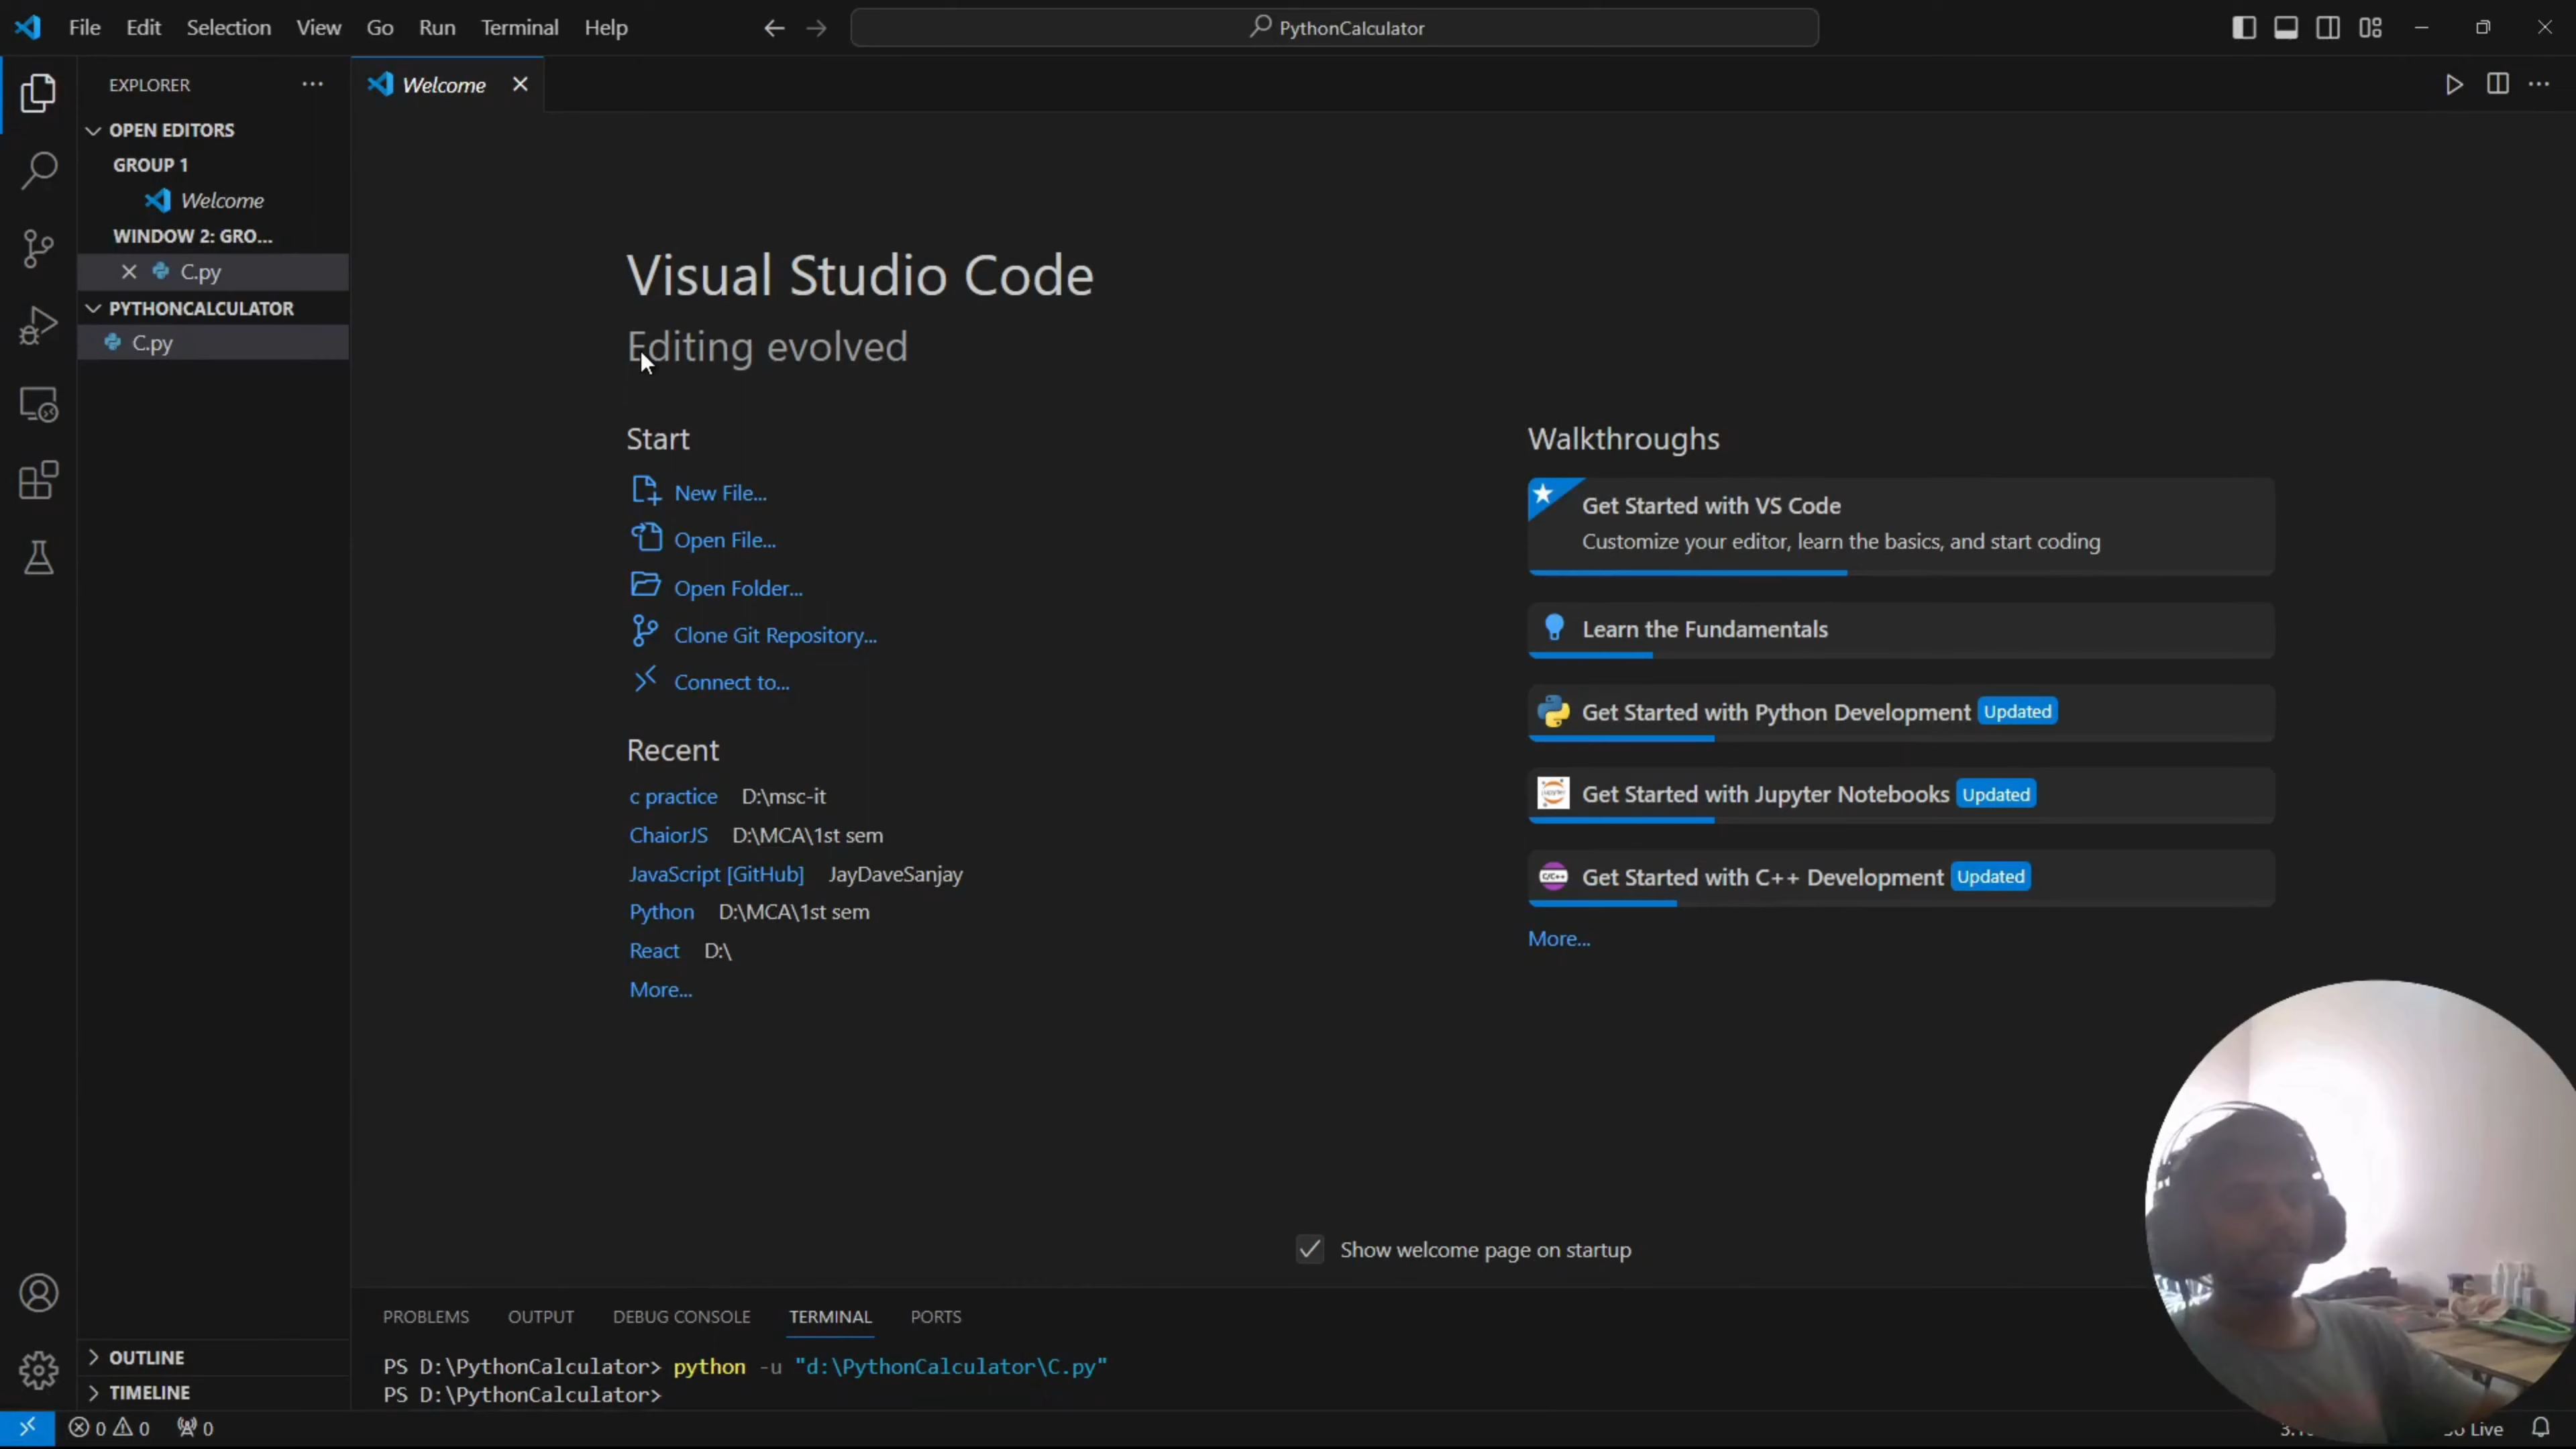 File Edit Selection View Go Run Terminal Help
PythonCalculator
EXPLORER
OPEN EDITORS
GROUP 1
Welcome
WINDOW 2: GRO...
C.py
PYTHONCALCULATOR
C.py
OUTLINE
TIMELINE
Welcome
Visual Studio Code
Editing evolved
Start
New File...
Open File...
Open Folder...
Clone Git Repository...
Connect to...
Recent
c practice D:\msc-it
ChaiorJS D:\MCA\1st sem
JavaScript [GitHub] JayDaveSanjay
Python D:\MCA\1st sem
React D:\
More...
Walkthroughs
Get Started with VS Code
Customize your editor, learn the basics, and start coding
Learn the Fundamentals
Get Started with Python Development Updated
Get Started with Jupyter Notebooks Updated
Get Started with C++ Development Updated
More...
Show welcome page on startup
PROBLEMS OUTPUT DEBUG CONSOLE TERMINAL PORTS
PS D:\PythonCalculator> python -u "d:\PythonCalculator\C.py"
PS D:\PythonCalculator>
0 0 0
Live